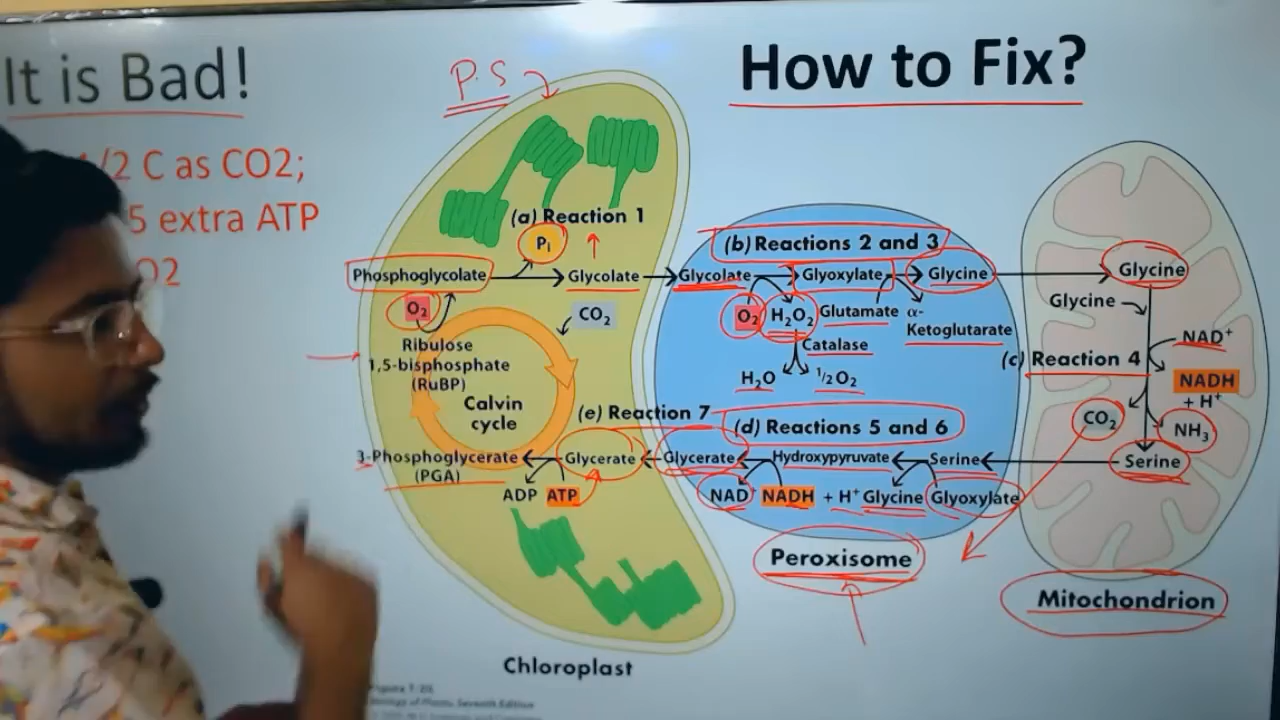 It is Bad!
/2 C as CO2;
5 extra ATP
O2
P.S
How to Fix?
(a) Reaction 1
Pi
Phosphoglycolate
Glycolate
O₂
CO₂
Ribulose
1,5-bisphosphate
(RuBP)
Calvin
cycle
(e) Reaction 7
3-Phosphoglycerate
(PGA)
Glycerate
ADP
ATP
Chloroplast
(b) Reactions 2 and 3
Glycolate
Glyoxylate
Glycine
O₂
H₂O₂
Glutamate
α-
Ketoglutarate
Catalase
H₂O
1/2 O₂
(d) Reactions 5 and 6
Glycerate
Hydroxypyruvate
Serine
NAD⁺
NADH + H⁺
Glycine
Glyoxylate
Peroxisome
Glycine
Glycine
NAD⁺
(c) Reaction 4
NADH
+ H⁺
CO₂
NH₃
Serine
Mitochondrion
Seventh Edition